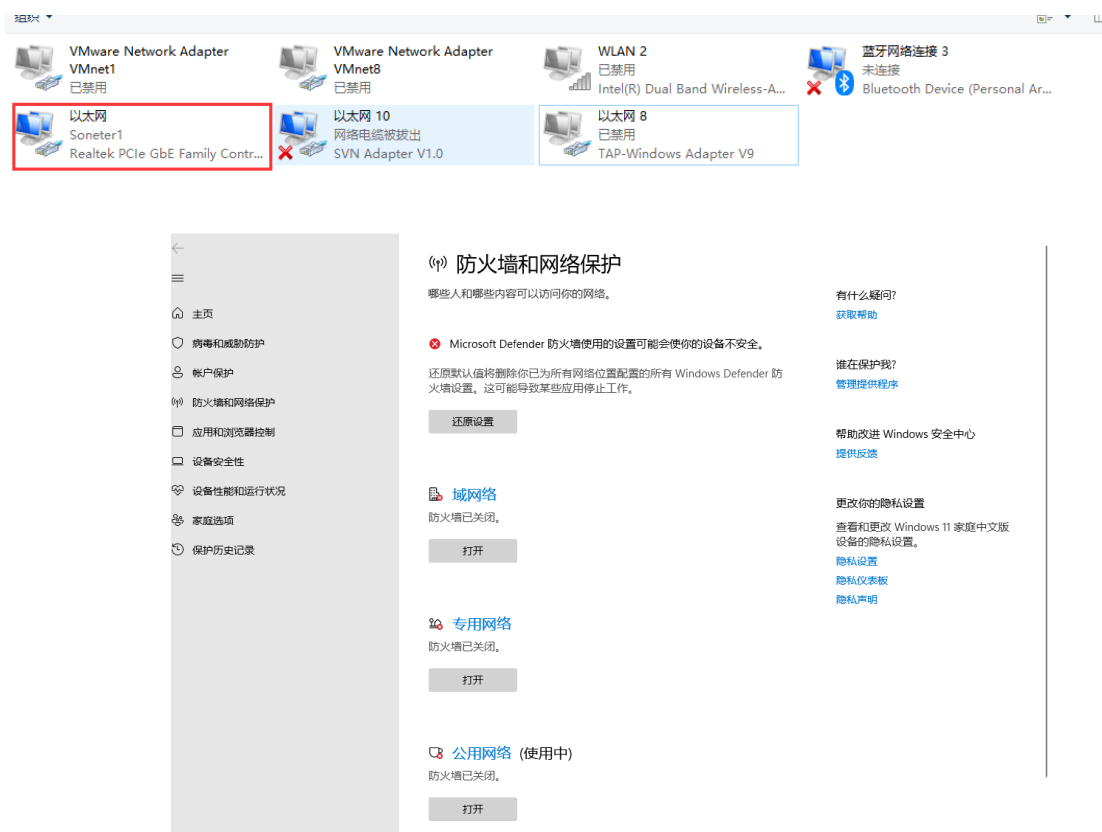 组织
VMware Network Adapter
VMnet1
已禁用
VMware Network Adapter
VMnet8
已禁用
WLAN 2
已禁用
Intel(R) Dual Band Wireless-A...
蓝牙网络连接 3
未连接
Bluetooth Device (Personal Ar...
以太网
Soneter1
Realtek PCIe GbE Family Contr...
以太网 10
网络电缆被拔出
SVN Adapter V1.0
以太网 8
已禁用
TAP-Windows Adapter V9
主页
病毒和威胁防护
帐户保护
防火墙和网络保护
应用和浏览器控制
设备安全性
设备性能和运行状况
家庭选项
保护历史记录
防火墙和网络保护
哪些人和哪些内容可以访问你的网络。
Microsoft Defender 防火墙使用的设置可能会使你的设备不安全。
还原默认值将删除你已为所有网络位置配置的所有 Windows Defender 防
火墙设置。这可能导致某些应用停止工作。
还原设置
域网络
防火墙已关闭。
打开
专用网络
防火墙已关闭。
打开
公用网络 (使用中)
防火墙已关闭。
打开
有什么疑问?
获取帮助
谁在保护我?
管理提供程序
帮助改进 Windows 安全中心
提供反馈
更改你的隐私设置
查看和更改 Windows 11 家庭中文版
设备的隐私设置。
隐私设置
隐私仪表板
隐私声明